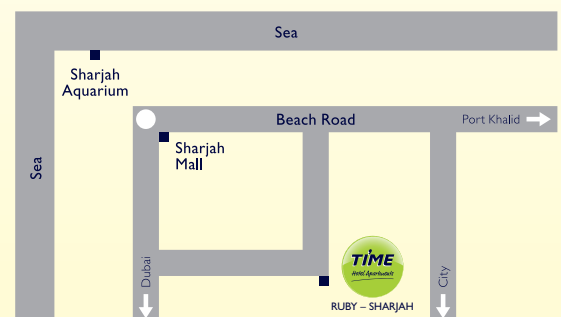 Sea
Sharjah
Aquarium
Beach Road
Port Khalid
Sharjah
Mall
Sea
Dubai
City
TIME
Hotel Apartments
RUBY – SHARJAH